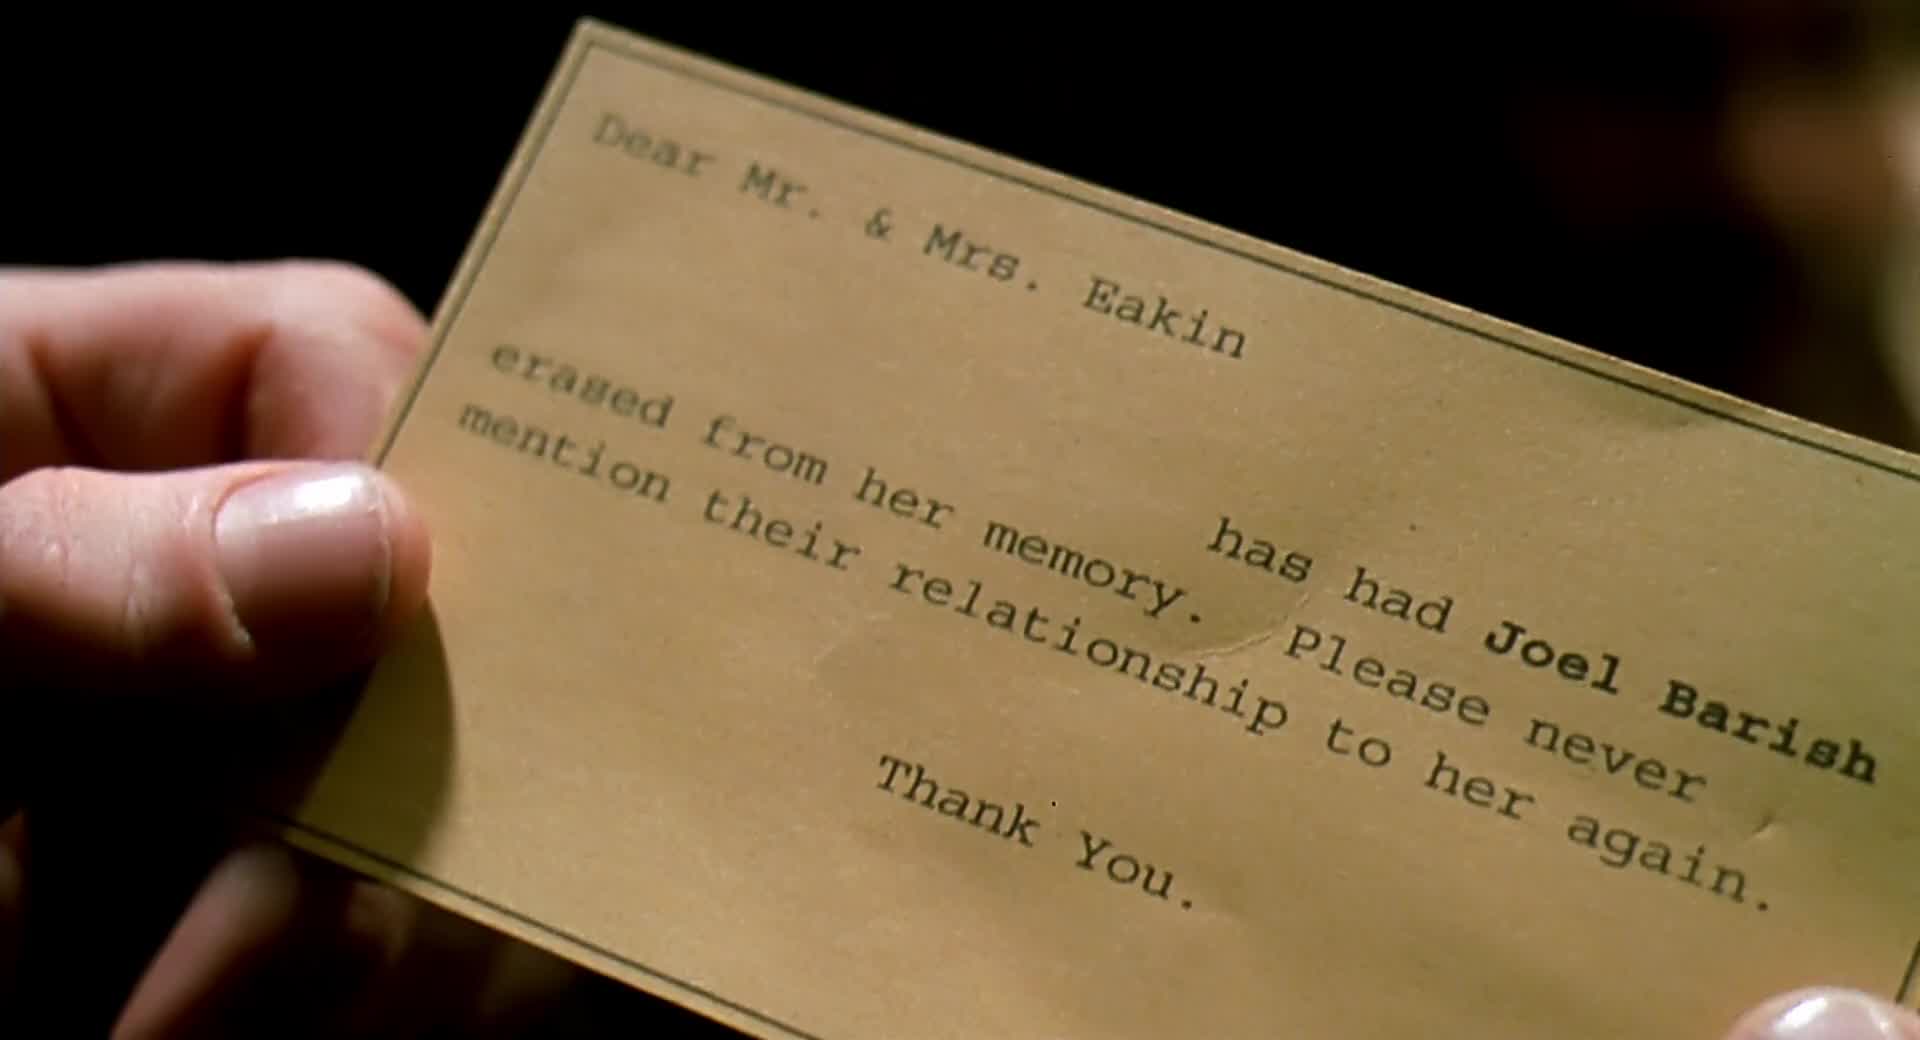 Dear Mr. & Mrs. Eakin
has had Joel Barish
erased from her memory. Please never
mention their relationship to her again.
Thank You.